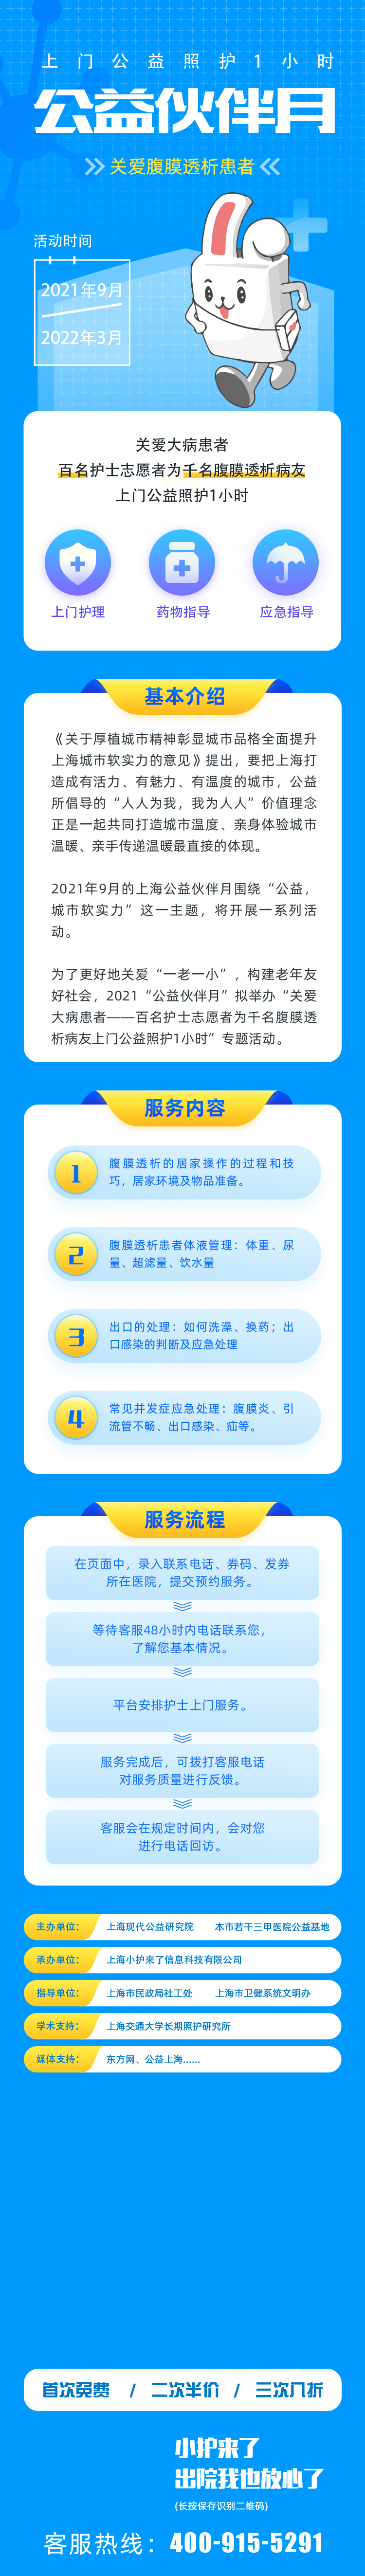 上门公益照护1小时
公益伙伴月
关爱腹膜透析患者
活动时间
2021年9月
2022年3月
关爱大病患者
百名护士志愿者为千名腹膜透析病友
上门公益照护1小时
上门护理
药物指导
应急指导
基本介绍
《关于厚植城市精神彰显城市品格全面提升
上海城市软实力的意见》提出，要把上海打
造成有活力、有魅力、有温度的城市，公益
所倡导的“人人为我，我为人人”价值理念
正是一起共同打造城市温度、亲身体验城市
温暖、亲手传递温暖最直接的体现。
2021年9月的上海公益伙伴月围绕“公益，
城市软实力”这一主题，将开展一系列活
动。
为了更好地关爱“一老一小”，构建老年友
好社会，2021“公益伙伴月”拟举办“关爱
大病患者——百名护士志愿者为千名腹膜透
析病友上门公益照护1小时”专题活动。
服务内容
1
腹膜透析的居家操作的过程和技
巧，居家环境及物品准备。
2
腹膜透析患者体液管理：体重、尿
量、超滤量、饮水量
3
出口的处理：如何洗澡、换药；出
口感染的判断及应急处理
4
常见并发症应急处理：腹膜炎、引
流管不畅、出口感染、疝等。
服务流程
在页面中，录入联系电话、券码、发券
所在医院，提交预约服务。
等待客服48小时内电话联系您，
了解您基本情况。
平台安排护士上门服务。
服务完成后，可拨打客服电话
对服务质量进行反馈。
客服会在规定时间内，会对您
进行电话回访。
主办单位： 上海现代公益研究院 本市若干三甲医院公益基地
承办单位： 上海小护来了信息科技有限公司
指导单位： 上海市民政局社工处 上海市卫健系统文明办
学术支持： 上海交通大学长期照护研究所
媒体支持： 东方网、公益上海......
首次免费 / 二次半价 / 三次八折
小护来了
出院我也放心了
(长按保存识别二维码)
客服热线：400-915-5291